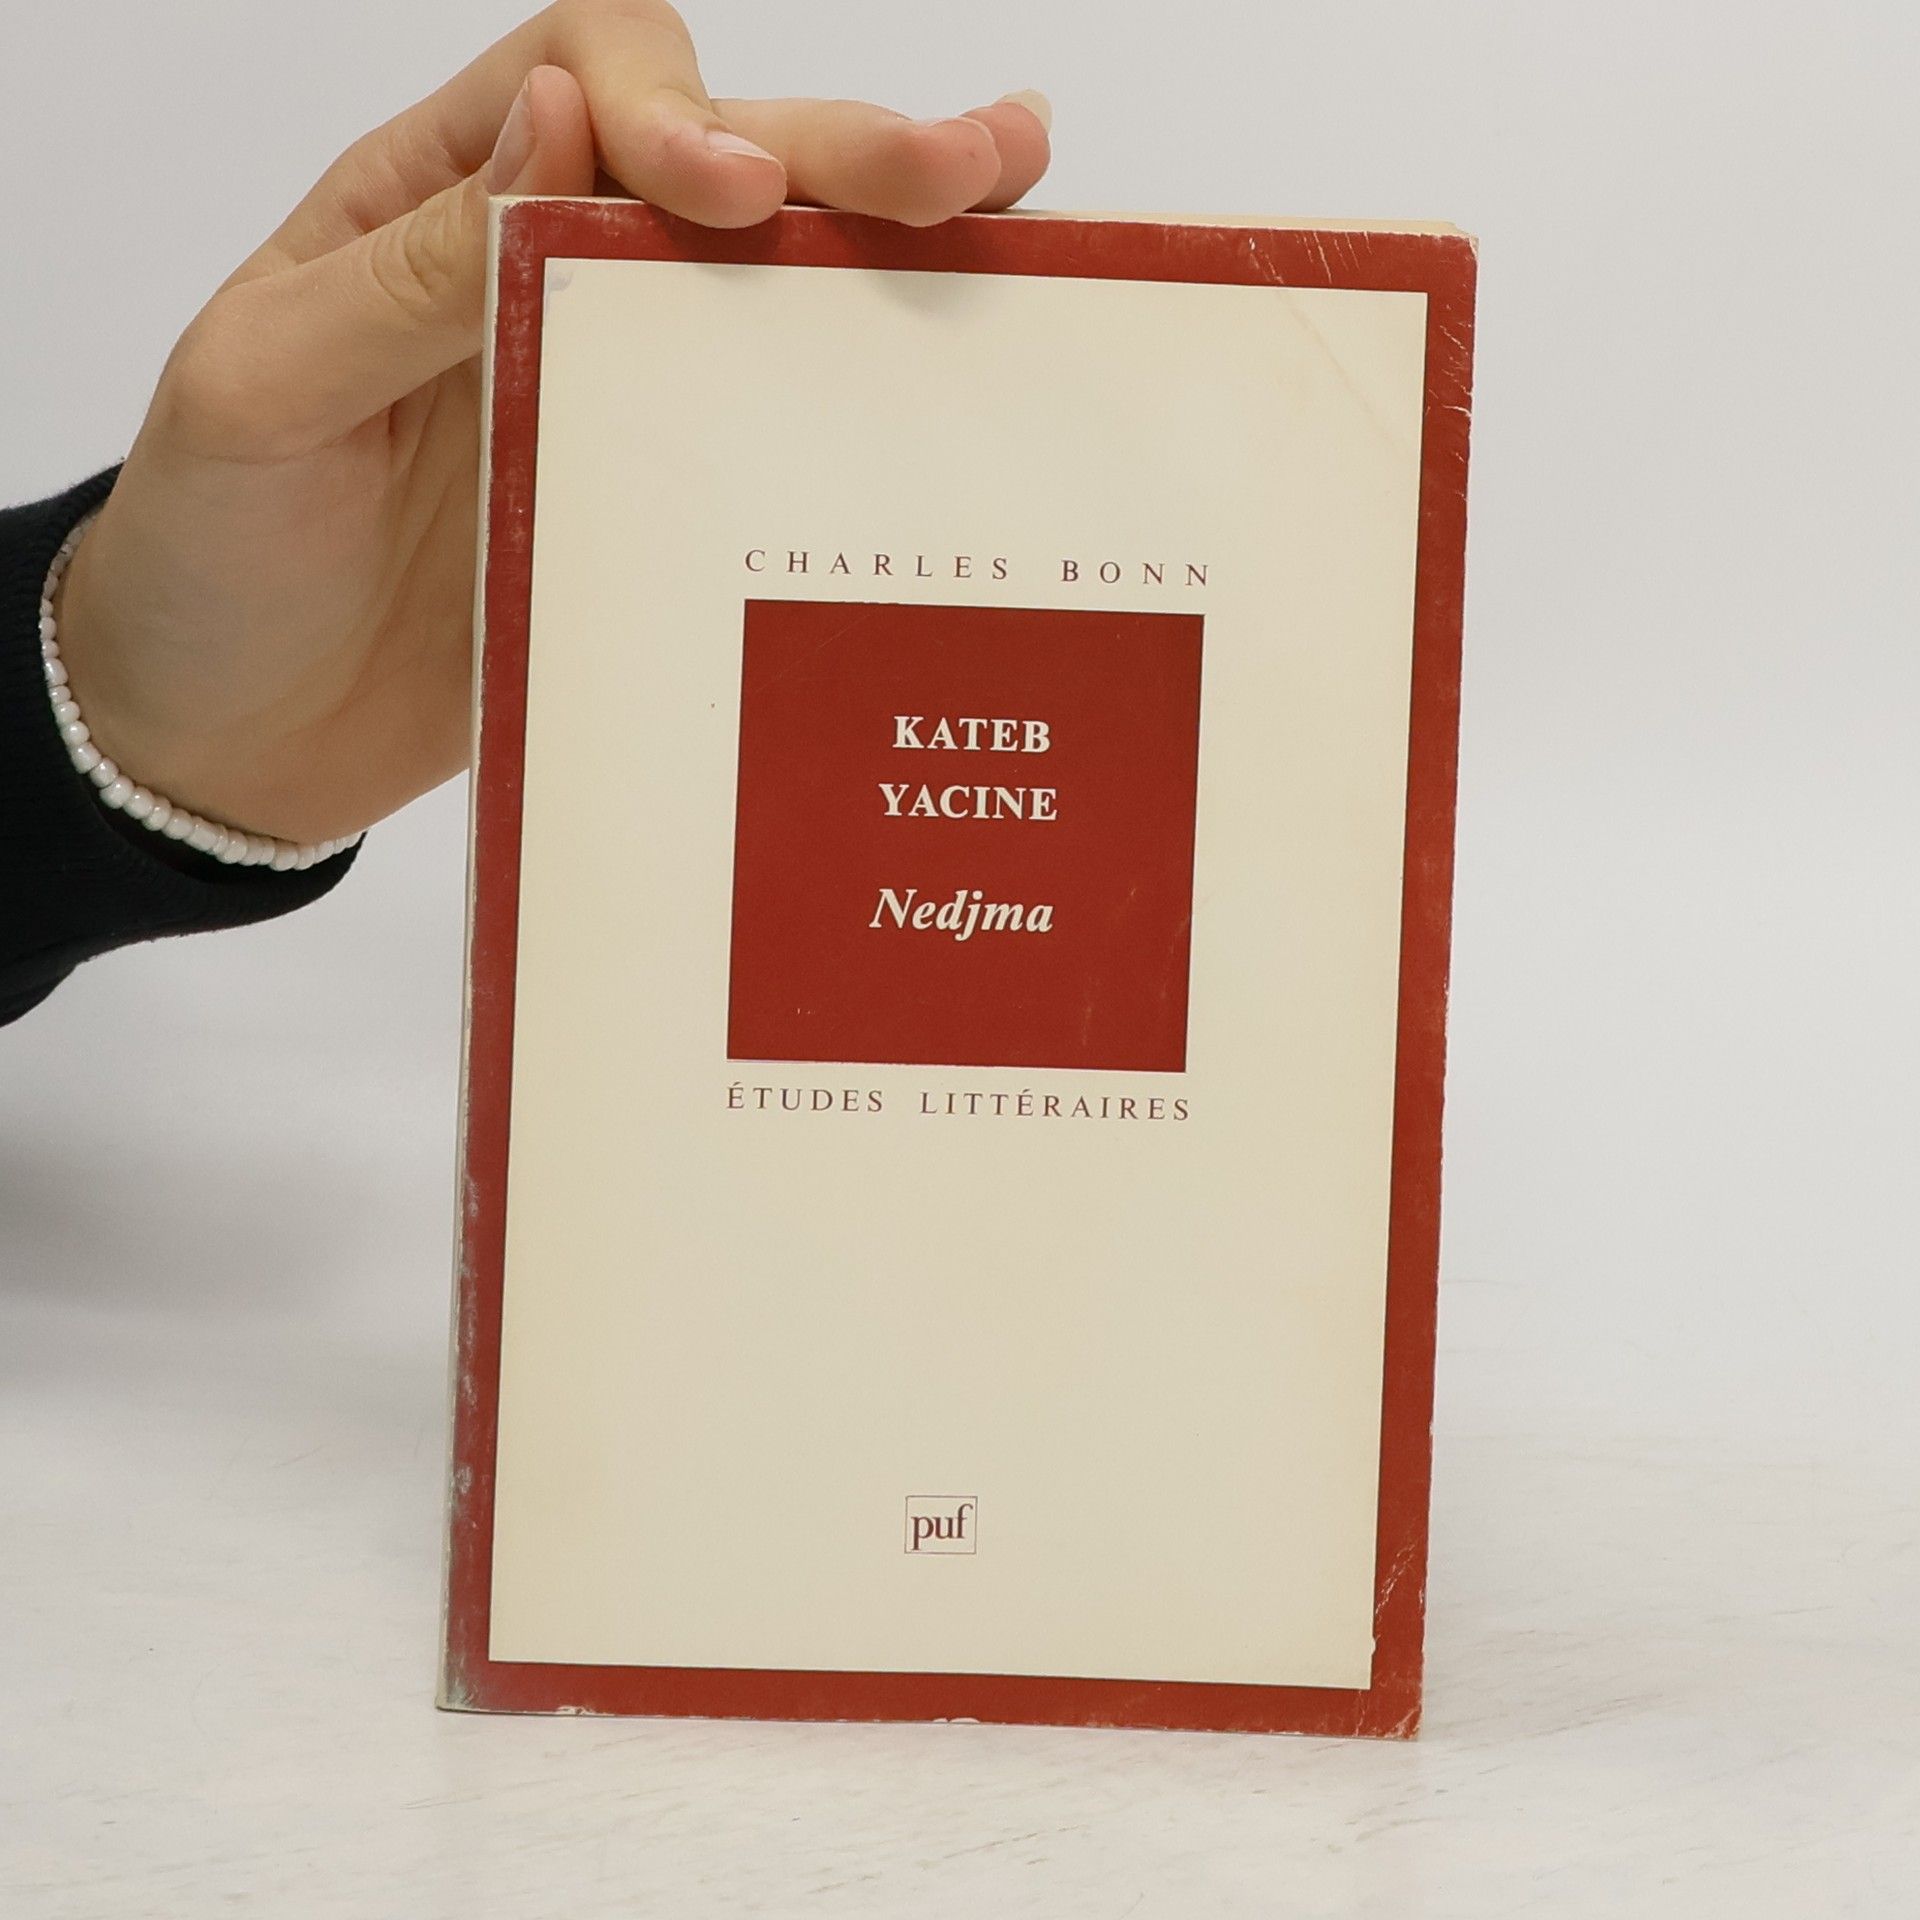 CHARLES BONN
KATEB
YACINE
Nedjma
ÉTUDES LITTÉRAIRES
puf